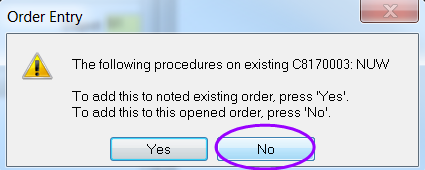 Order Entry
The following procedures on existing C8170003: NUW
To add this to noted existing order, press 'Yes'.
To add this to this opened order, press 'No'.
Yes No